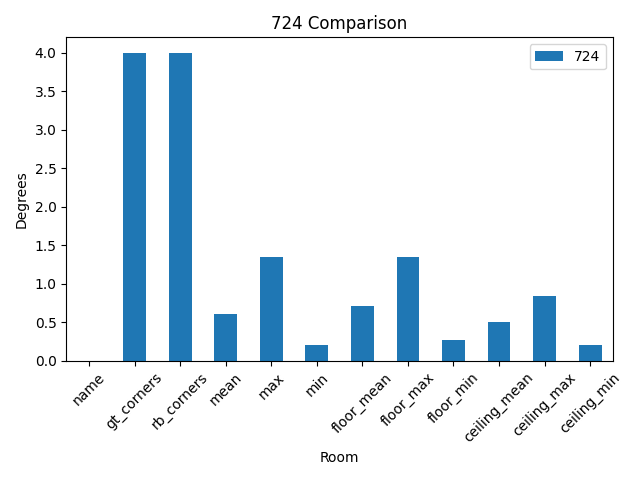 724 Comparison
724
Degrees
4.0
3.5
3.0
2.5
2.0
1.5
1.0
0.5
0.0
name
gt_corners
rb_corners
mean
max
min
floor_mean
floor_max
floor_min
ceiling_mean
ceiling_max
ceiling_min
Room